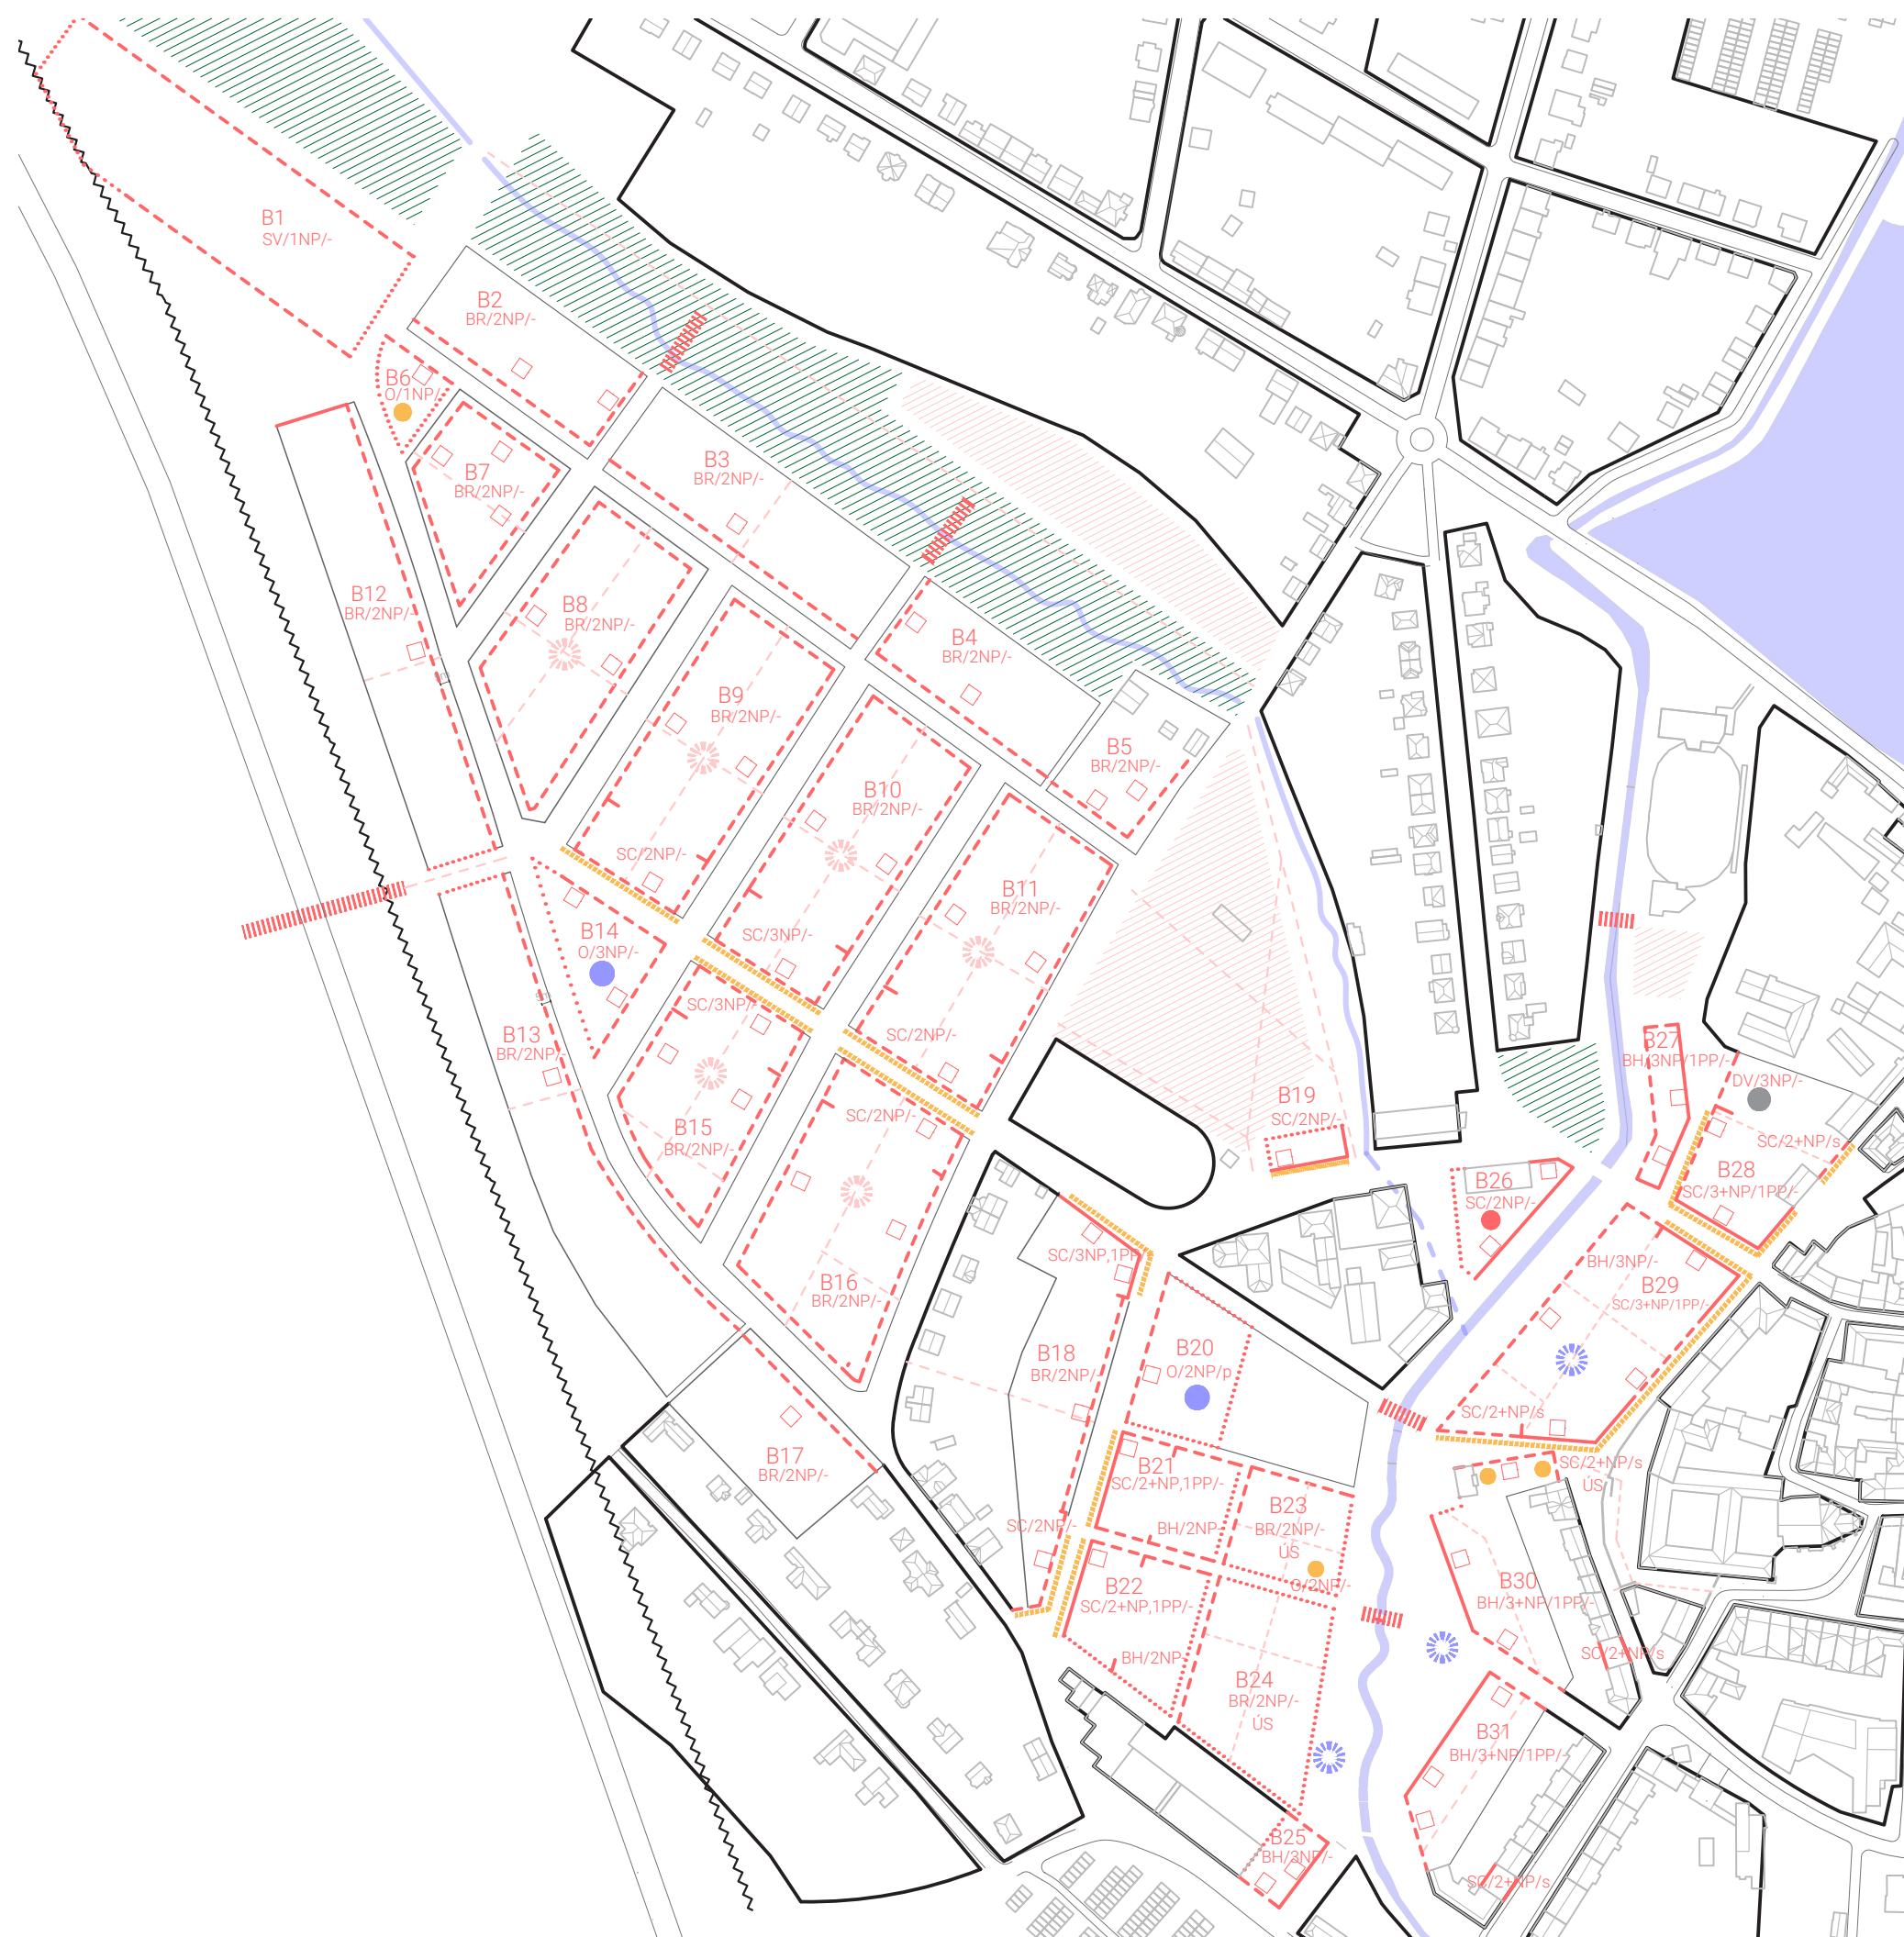 B1
SV/1NP/-
B2
BR/2NP/-
B6
O/1NP/-
B7
BR/2NP/-
B3
BR/2NP/-
B12
BR/2NP/-
B8
BR/2NP/-
B4
BR/2NP/-
B9
BR/2NP/-
SC/2NP/-
B5
BR/2NP/-
B10
BR/2NP/-
SC/3NP/-
B11
BR/2NP/-
SC/2NP/-
B14
O/3NP/-
B13
BR/2NP/-
SC/3NP/-
B15
BR/2NP/-
SC/2NP/-
B16
BR/2NP/-
B19
SC/2NP/-
B27
BH/3NP/1PP/-
DV/3NP/-
SC/2+NP/s
B28
SC/3+NP/1PP/-
B26
SC/2NP/-
BH/3NP/-
B29
SC/3+NP/1PP/-
SC/2+NP/s
SC/3NP,1PP
B18
BR/2NP/-
SC/2NP/-
B20
O/2NP/p
B17
BR/2NP/-
B21
SC/2+NP,1PP/-
BH/2NP-
B23
BR/2NP/-
ÚS
O/2NP/-
SC/2+NP/s
ÚS
B22
SC/2+NP,1PP/-
BH/2NP-
B24
BR/2NP/-
ÚS
B30
BH/3+NP/1PP/-
SC/2+NP/s
B31
BH/3+NP/1PP/-
SC/2+NP/s
B25
BH/3NP/-